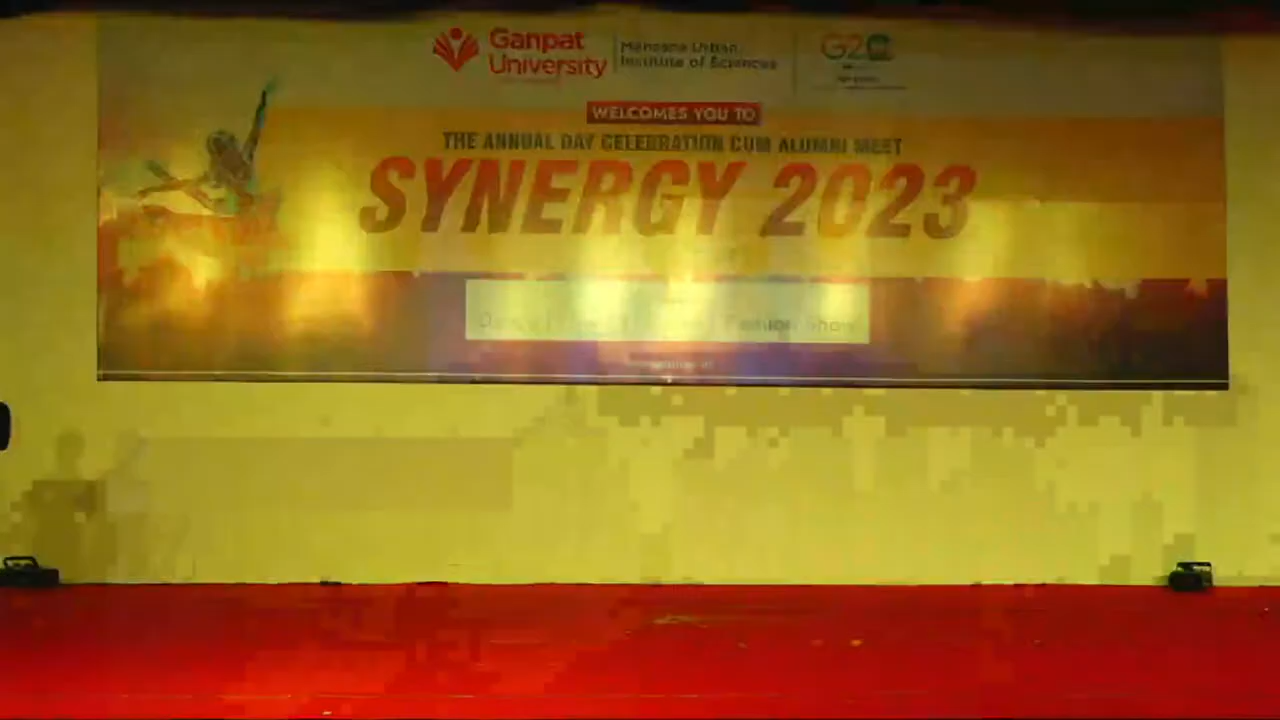 Ganpat
University
Mehsana Urban
Institute of Sciences
G20
WELCOMES YOU TO
THE ANNUAL DAY CELEBRATION CUM ALUMNI MEET
SYNERGY 2023
Fashion Show